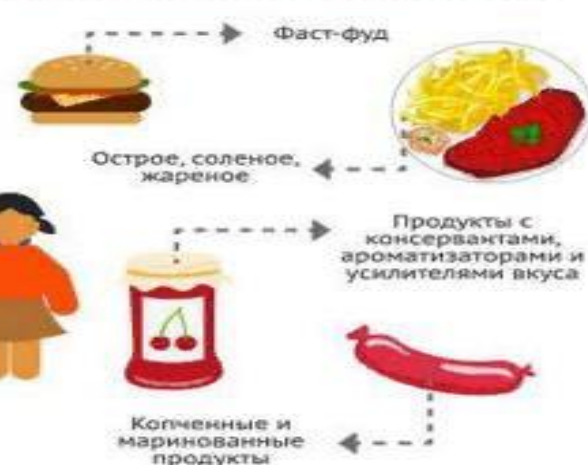 Фаст-фуд
Острое, соленое,
жареное
Продукты с
консервантами,
ароматизаторами и
усилителями вкуса
Копченные и
маринованные
продукты